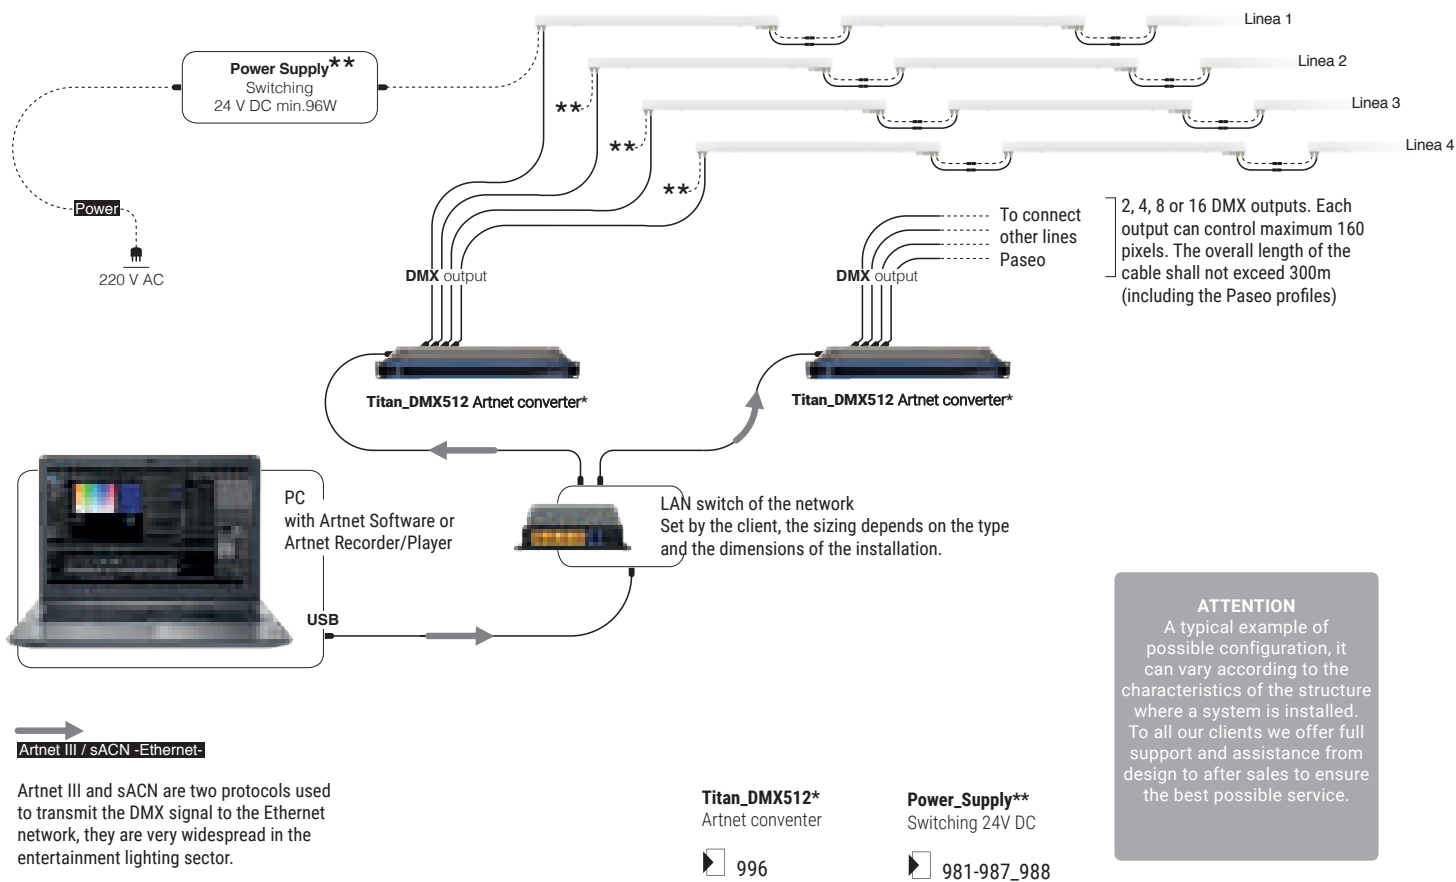 Linea 1
Linea 2
Linea 3
Linea 4
Power Supply**
Switching
24 V DC min.96W
**
**
**
Power
220 V AC
DMX output
DMX output
To connect
other lines
Paseo
2, 4, 8 or 16 DMX outputs. Each
output can control maximum 160
pixels. The overall length of the
cable shall not exceed 300m
(including the Paseo profiles)
Titan_DMX512 Artnet converter*
Titan_DMX512 Artnet converter*
PC
with Artnet Software or
Artnet Recorder/Player
USB
LAN switch of the network
Set by the client, the sizing depends on the type
and the dimensions of the installation.
ATTENTION
A typical example of
possible configuration, it
can vary according to the
characteristics of the structure
where a system is installed.
To all our clients we offer full
support and assistance from
design to after sales to ensure
the best possible service.
Artnet III / sACN -Ethernet-
Artnet III and sACN are two protocols used
to transmit the DMX signal to the Ethernet
network, they are very widespread in the
entertainment lighting sector.
Titan_DMX512*
Artnet conventer
996
Power_Supply**
Switching 24V DC
981-987_988